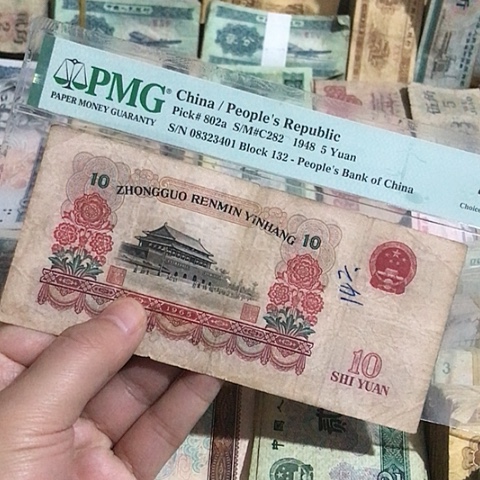 PMG
PAPER MONEY GUARANTY
China / People's Republic
Pick# 802a S/M#C282 1948 5 Yuan
S/N 08323401 Block 132 - People's Bank of China
10 ZHONGGUO RENMIN YINHANG 10
1965
10
SHI YUAN